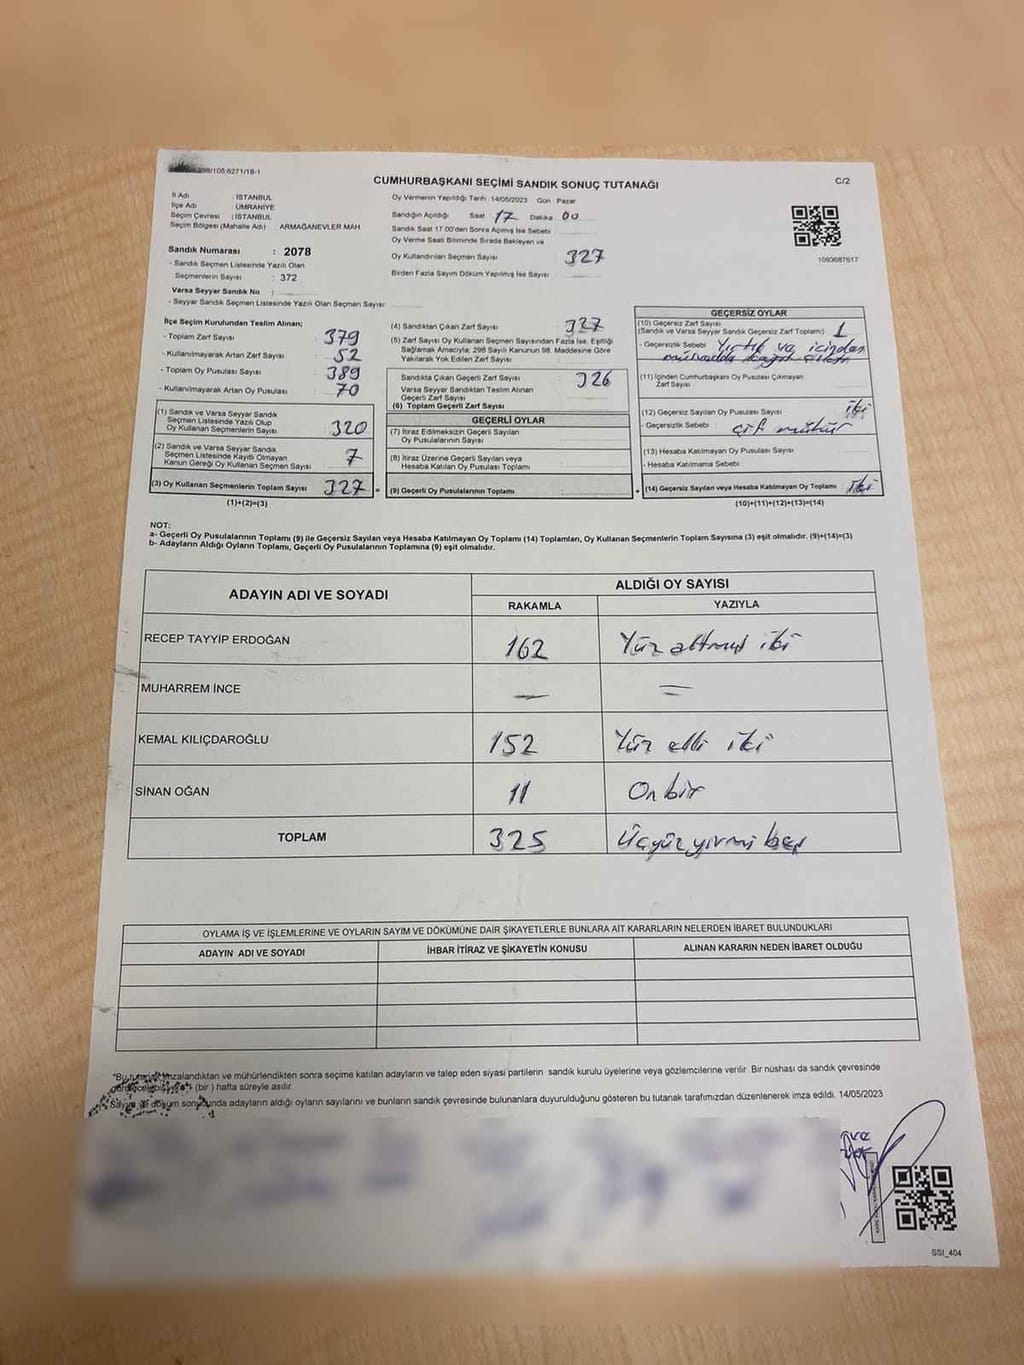 298/105.6271/18-1
CUMHURBAŞKANI SEÇİMİ SANDIK SONUÇ TUTANAĞI
C/2
İl Adı : İSTANBUL
İlçe Adı : ÜMRANİYE
Seçim Çevresi : İSTANBUL
Seçim Bölgesi (Mahalle Adı) : ARMAĞANEVLER MAH.
Oy Vermenin Yapıldığı Tarih :14/05/2023 Gün : Pazar
Sandığın Açıldığı Saat 17 Dakika : 00
Sandık Saat 17:00'den Sonra Açılmış İse Sebebi
Oy Verme Saati Bitiminde Sırada Bekleyen ve
Oy Kullandırılan Seçmen Sayısı 327
Birden Fazla Sayım Döküm Yapılmış İse Sayısı
1093687617
Sandık Numarası : 2078
- Sandık Seçmen Listesinde Yazılı Olan
Seçmenlerin Sayısı : 372
Varsa Seyyar Sandık No :
- Seyyar Sandık Seçmen Listesinde Yazılı Olan Seçmen Sayısı:
İlçe Seçim Kurulundan Teslim Alınan;
- Toplam Zarf Sayısı : 379
- Kullanılmayarak Artan Zarf Sayısı : 52
- Toplam Oy Pusulası Sayısı : 389
- Kullanılmayarak Artan Oy Pusulası : 70
(1) Sandık ve Varsa Seyyar Sandık
Seçmen Listesinde Yazılı Olup
Oy Kullanan Seçmenlerin Sayısı : 320
(2) Sandık ve Varsa Seyyar Sandık
Seçmen Listesinde Kayıtlı Olmayan
Kanun Gereği Oy Kullanan Seçmen Sayısı : 7
(3) Oy Kullanan Seçmenlerin Toplam Sayısı : 327
(1)+(2)=(3)
(4) Sandıktan Çıkan Zarf Sayısı : 327
(5) Zarf Sayısı Oy Kullanan Seçmen Sayısından Fazla İse, Eşitliği
Sağlamak Amacıyla; 298 Sayılı Kanunun 98. Maddesine Göre
Yakılarak Yok Edilen Zarf Sayısı
Sandıkta Çıkan Geçerli Zarf Sayısı : 326
Varsa Seyyar Sandıktan Teslim Alınan
Geçerli Zarf Sayısı
(6) Toplam Geçerli Zarf Sayısı
GEÇERLİ OYLAR
(7) İtiraz Edilmeksizin Geçerli Sayılan
Oy Pusulalarının Sayısı
(8) İtiraz Üzerine Geçerli Sayılan veya
Hesaba Katılan Oy Pusulası Toplamı
= (9) Geçerli Oy Pusulalarının Toplamı
GEÇERSİZ OYLAR
(10) Geçersiz Zarf Sayısı
(Sandık ve Varsa Seyyar Sandık Geçersiz Zarf Toplamı) 1
- Geçersizlik Sebebi : Yırtık ve içinden
(11) İçinden Cumhurbaşkanı Oy Pusulası Çıkmayan
Zarf Sayısı
(12) Geçersiz Sayılan Oy Pusulası Sayısı : iki
- Geçersizlik Sebebi : çift mühür
(13) Hesaba Katılmayan Oy Pusulası Sayısı
- Hesaba Katılmama Sebebi
+ (14) Geçersiz Sayılan veya Hesaba Katılmayan Oy Toplamı : iki
(10)+(11)+(12)+(13)=(14)
NOT:
a- Geçerli Oy Pusulalarının Toplamı (9) ile Geçersiz Sayılan veya Hesaba Katılmayan Oy Toplamı (14) Toplamları, Oy Kullanan Seçmenlerin Toplam Sayısına (3) eşit olmalıdır. (9)+(14)=(3)
b- Adayların Aldığı Oyların Toplamı, Geçerli Oy Pusulalarının Toplamına (9) eşit olmalıdır.
ADAYIN ADI VE SOYADI
ALDIĞI OY SAYISI
RAKAMLA YAZIYLA
RECEP TAYYİP ERDOĞAN 162 Yüz altmış iki
MUHARREM İNCE — =
KEMAL KILIÇDAROĞLU 152 Yüz elli iki
SİNAN OĞAN 11 On bir
TOPLAM 325 Üçyüz yirmi beş
OYLAMA İŞ VE İŞLEMLERİNE VE OYLARIN SAYIM VE DÖKÜMÜNE DAİR ŞİKAYETLERLE BUNLARA AİT KARARLARIN NELERDEN İBARET BULUNDUKLARI
ADAYIN ADI VE SOYADI İHBAR İTİRAZ VE ŞİKAYETİN KONUSU ALINAN KARARIN NEDEN İBARET OLDUĞU
"Bu tutanak imzalandıktan ve mühürlendikten sonra seçime katılan adayların ve talep eden siyasi partilerin sandık kurulu üyelerine veya gözlemcilerine verilir. Bir nüshası da sandık çevresinde
(bir ) hafta süreyle asılır.
Sayım ve döküm sonucunda adayların aldığı oyların sayılarını ve bunların sandık çevresinde bulunanlara duyurulduğunu gösteren bu tutanak tarafımızdan düzenlenerek imza edildi. 14/05/2023
SSI_404